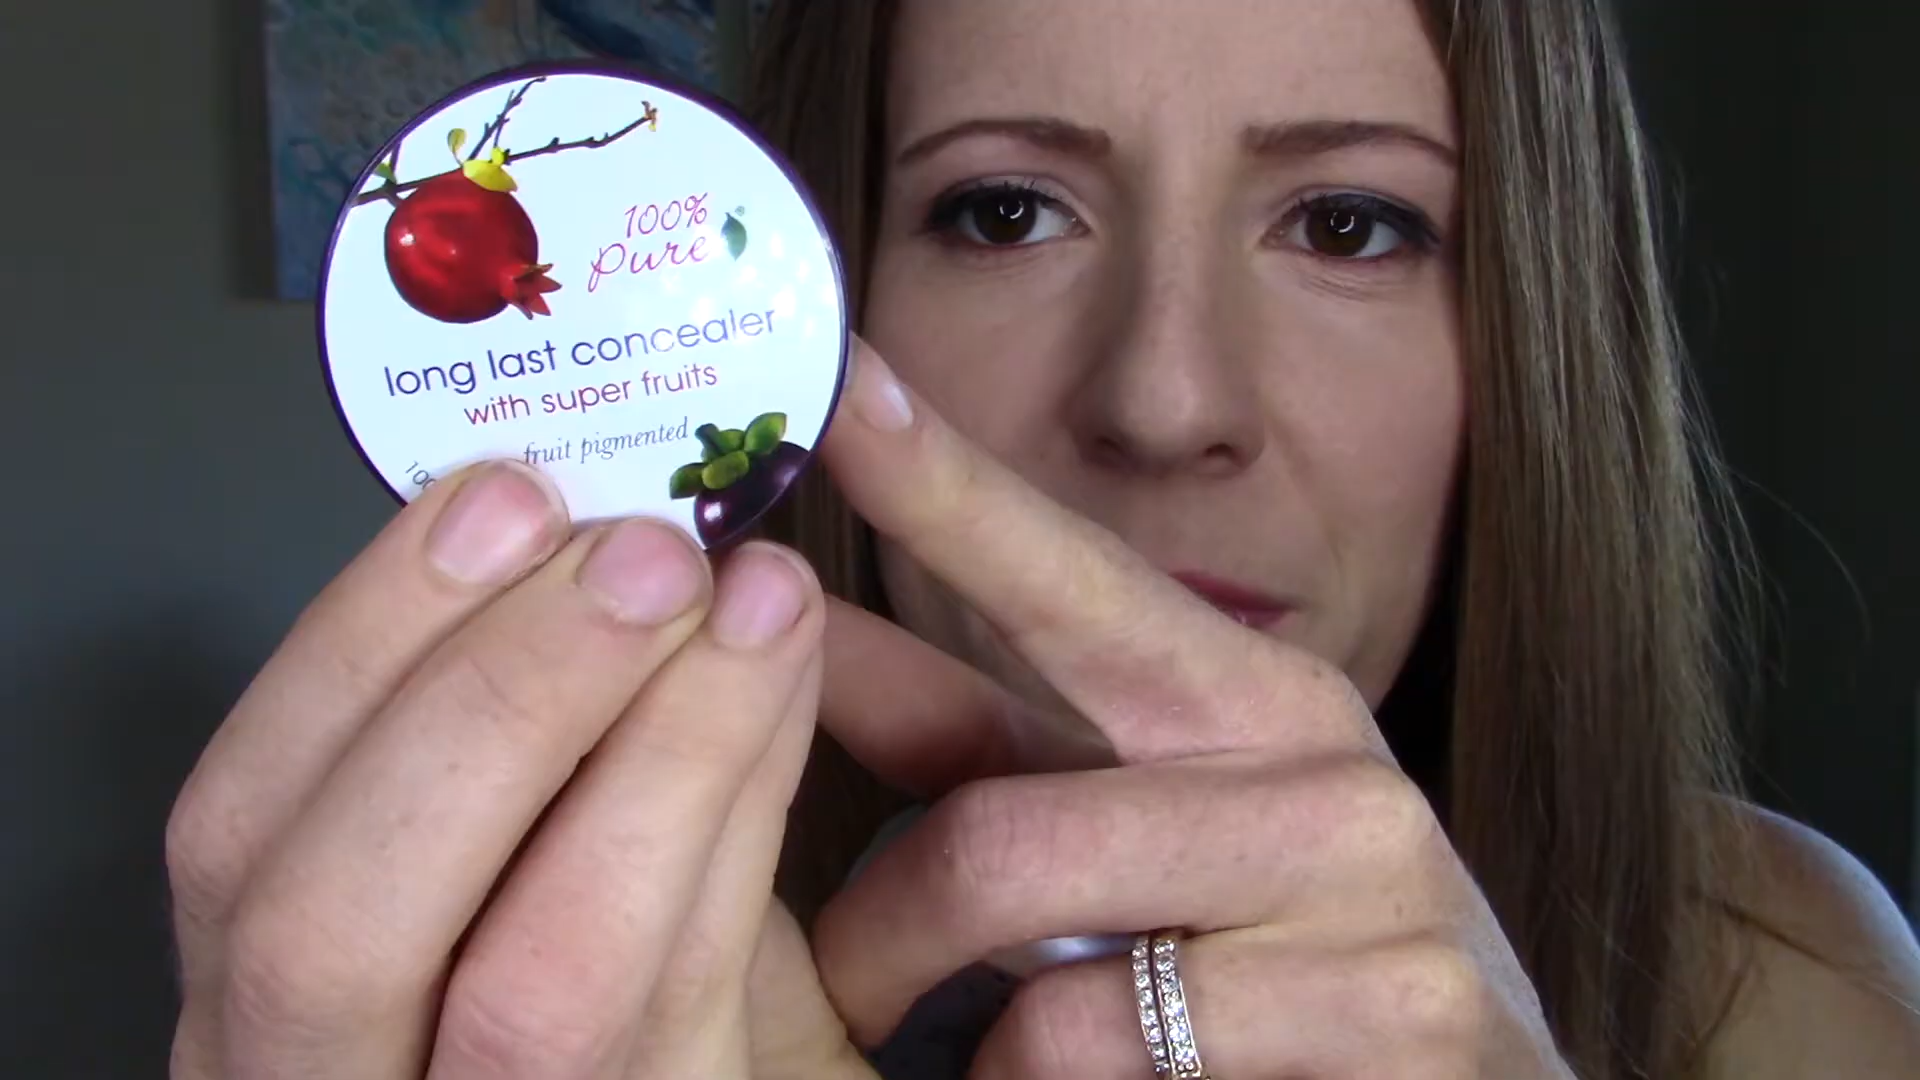 100%
Pure
long last concealer
with super fruits
fruit pigmented